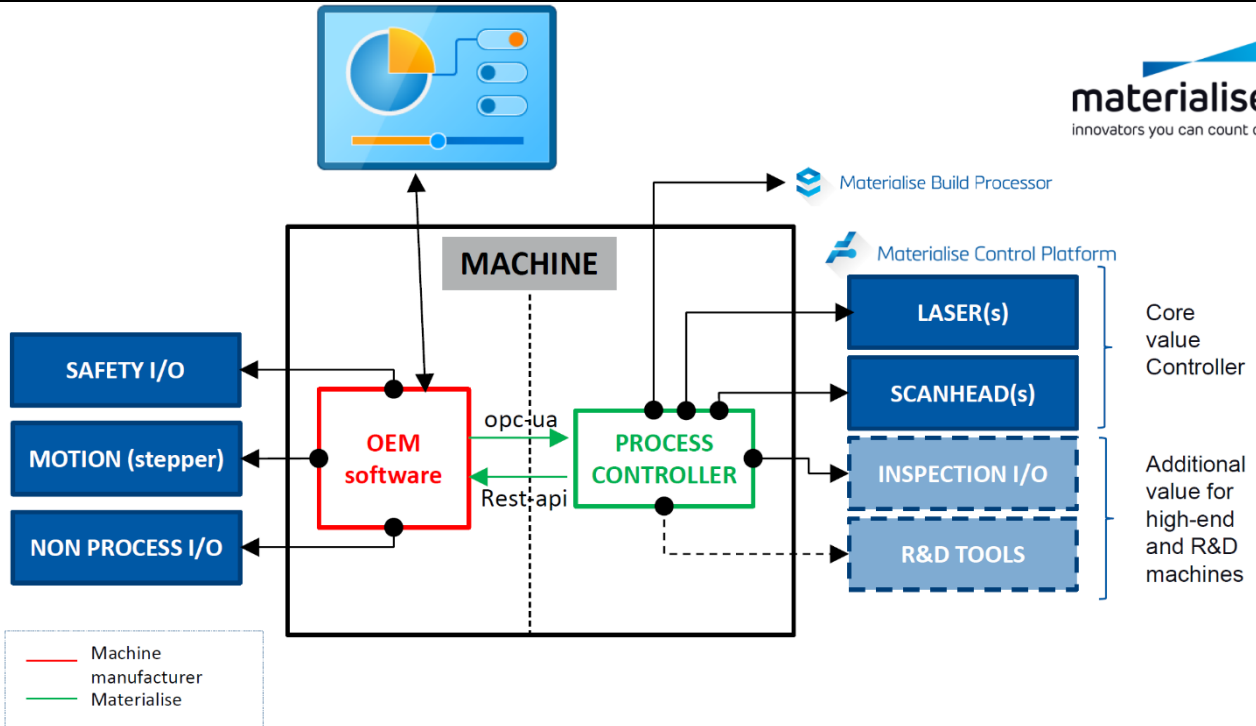 materialise
innovators you can count
Materialise Build Processor
MACHINE
Materialise Control Platform
LASER(s)
SCANHEAD(s)
Core
value
Controller
SAFETY I/O
MOTION (stepper)
NON PROCESS I/O
OEM
software
opc-ua
Rest-api
PROCESS
CONTROLLER
INSPECTION I/O
R&D TOOLS
Additional
value for
high-end
and R&D
machines
Machine
manufacturer
Materialise